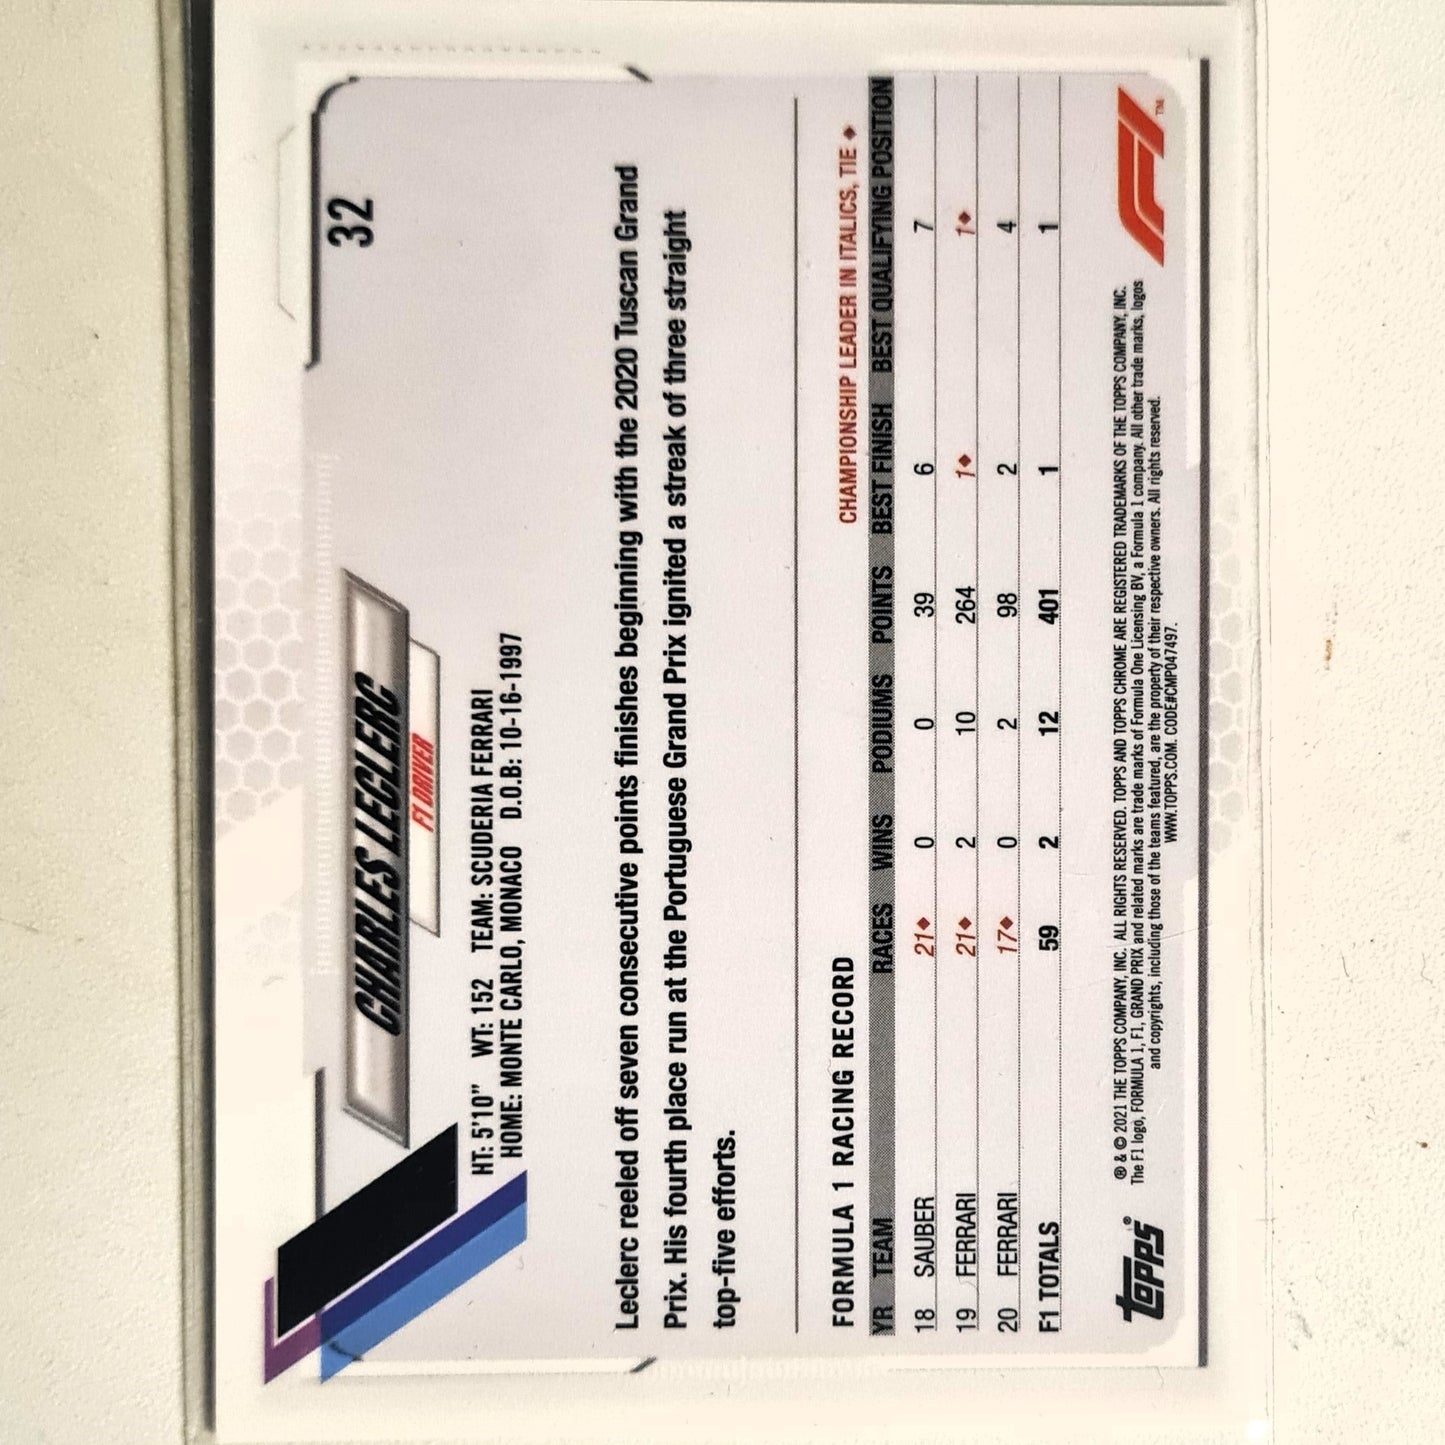 32
CHARLES LECLERC
F1 DRIVER
HT: 5'10" WT: 152 TEAM: SCUDERIA FERRARI
HOME: MONTE CARLO, MONACO D.O.B: 10-16-1997
Leclerc reeled off seven consecutive points finishes beginning with the 2020 Tuscan Grand
Prix. His fourth place run at the Portuguese Grand Prix ignited a streak of three straight
top-five efforts.
FORMULA 1 RACING RECORD CHAMPIONSHIP LEADER IN ITALICS, TIE ♦
YR TEAM RACES WINS PODIUMS POINTS BEST FINISH BEST QUALIFYING POSITION
18 SAUBER 21♦ 0 0 39 6 7
19 FERRARI 21♦ 2 10 264 1♦ 1♦
20 FERRARI 17♦ 0 2 98 2 4
F1 TOTALS 59 2 12 401 1 1
TOPPS®
® & © 2021 THE TOPPS COMPANY, INC. ALL RIGHTS RESERVED. TOPPS AND TOPPS CHROME ARE REGISTERED TRADEMARKS OF THE TOPPS COMPANY, INC.
The F1 logo, FORMULA 1, F1, GRAND PRIX and related marks are trade marks of Formula One Licensing BV, a Formula 1 company. All other trade marks, logos
and copyrights, including those of the teams featured, are the property of their respective owners. All rights reserved.
WWW.TOPPS.COM. CODE#CMP047497.
F1™